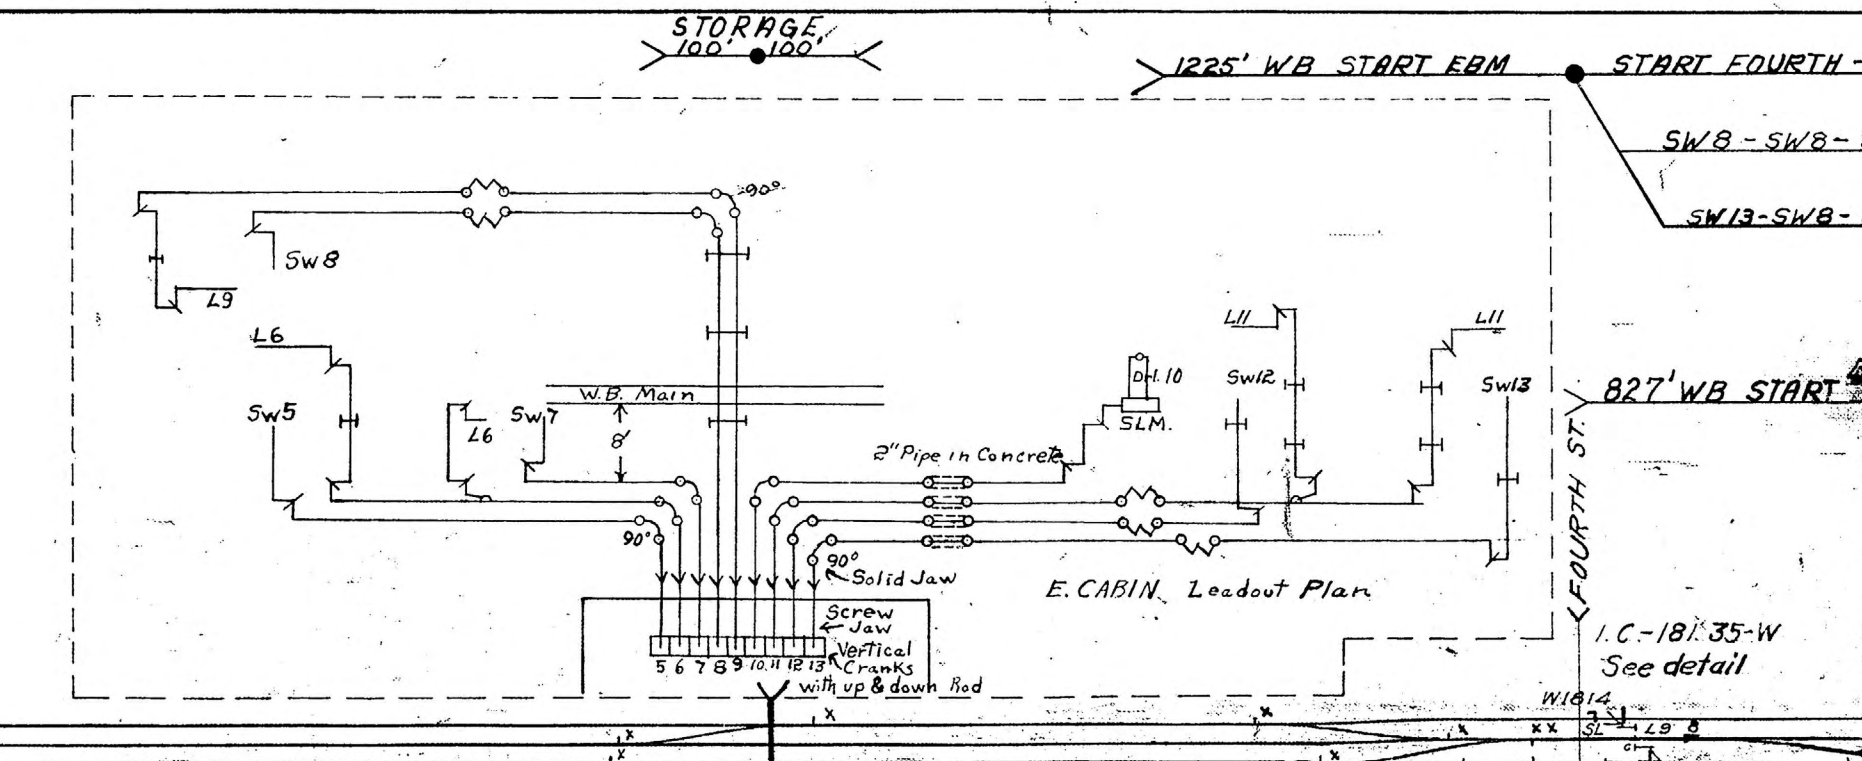 STORAGE
100' 100'
1225' WB START EBM
START FOURTH -
SW8 - SW8 -
SW13-SW8-
90°
SW8
L9
L6
L11
L11
D.H.10
SW12
SW13
827' WB START
W.B. Main
SW5
L6
SW7
8'
SLM.
2" Pipe in Concrete
FOURTH ST.
90°
90°
Solid Jaw
E. CABIN Leadout Plan
Screw
Jaw
Vertical
5 6 7 8 9 10 11 12 13
Cranks
with up & down Rod
I.C.-181.35-W
See detail
W1814
X
X
X
X
X
X X
SL
L9
8
X
X